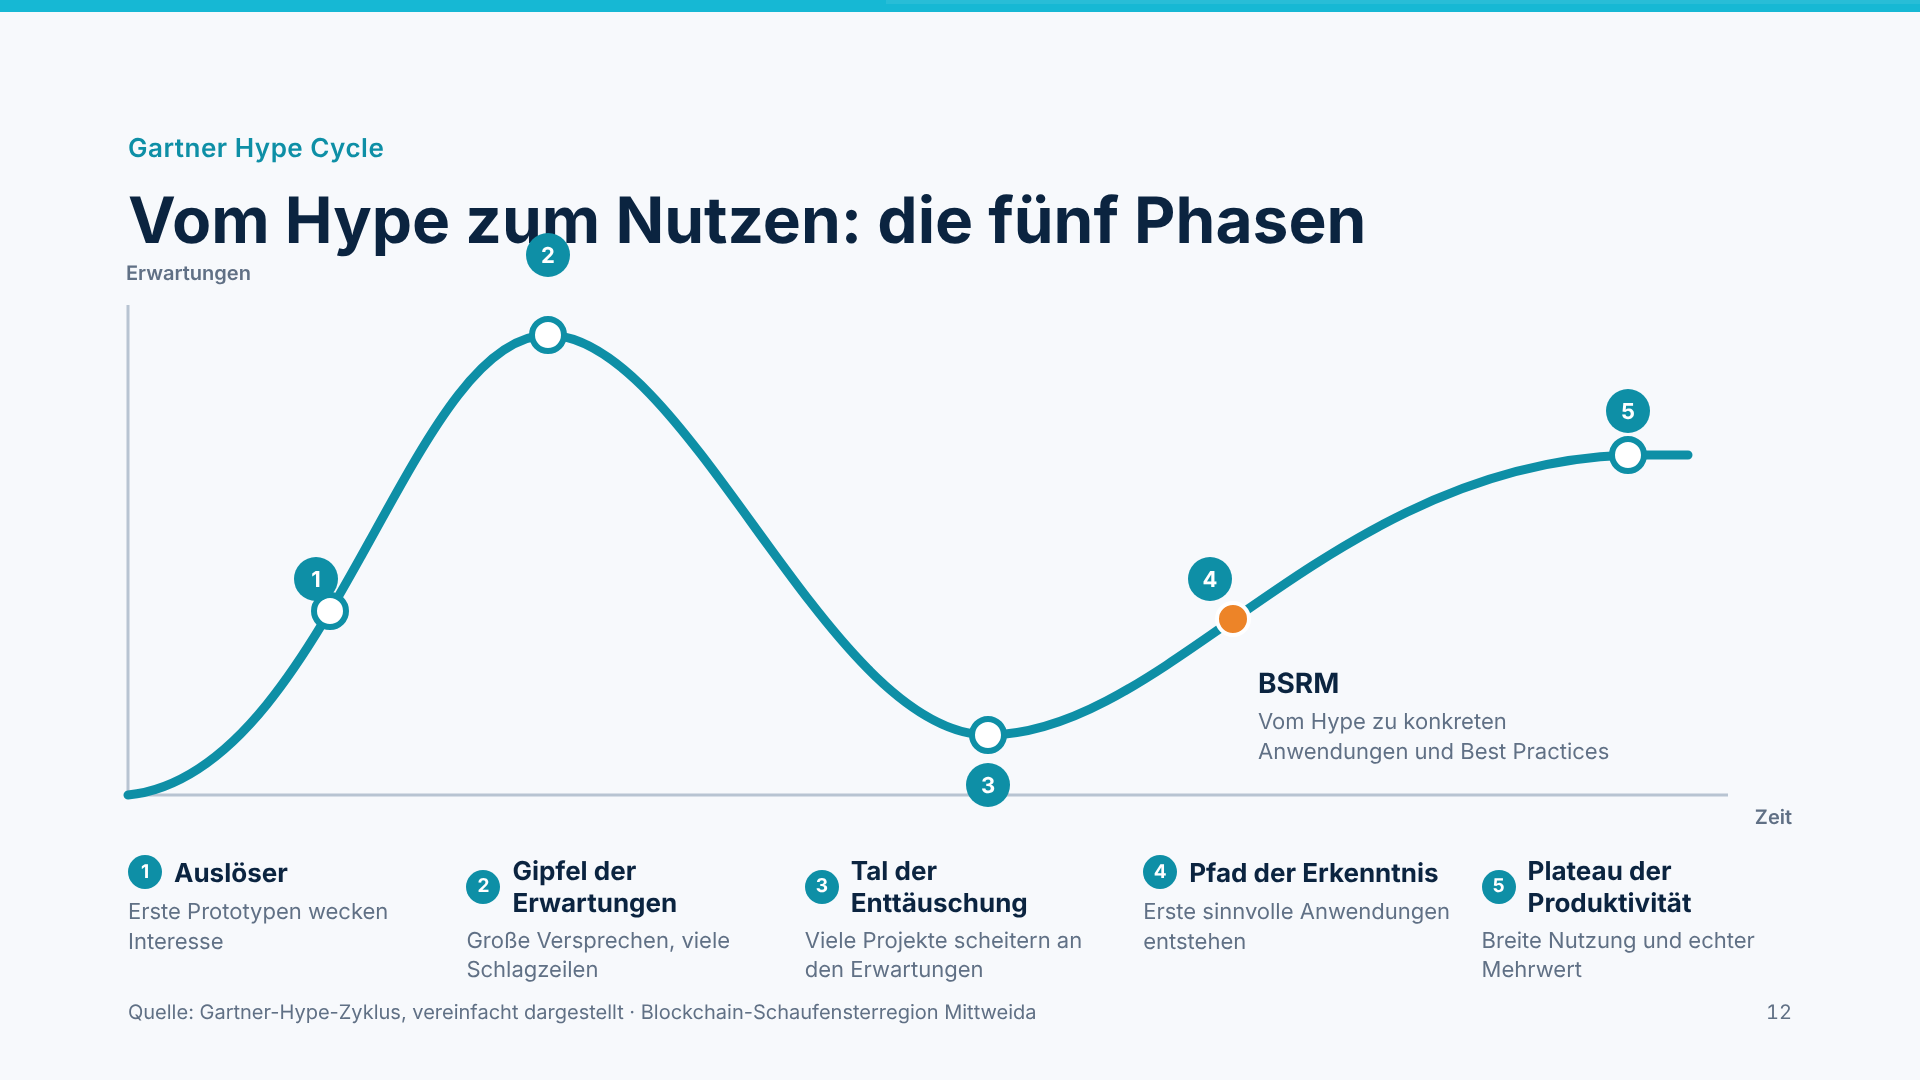 Gartner Hype Cycle
Vom Hype zum Nutzen: die fünf Phasen
Erwartungen
2
5
1
4
BSRM
Vom Hype zu konkreten
Anwendungen und Best Practices
3
Zeit
1 Auslöser
Erste Prototypen wecken
Interesse
2 Gipfel der
Erwartungen
Große Versprechen, viele
Schlagzeilen
3 Tal der
Enttäuschung
Viele Projekte scheitern an
den Erwartungen
4 Pfad der Erkenntnis
Erste sinnvolle Anwendungen
entstehen
5 Plateau der
Produktivität
Breite Nutzung und echter
Mehrwert
Quelle: Gartner-Hype-Zyklus, vereinfacht dargestellt · Blockchain-Schaufensterregion Mittweida
12